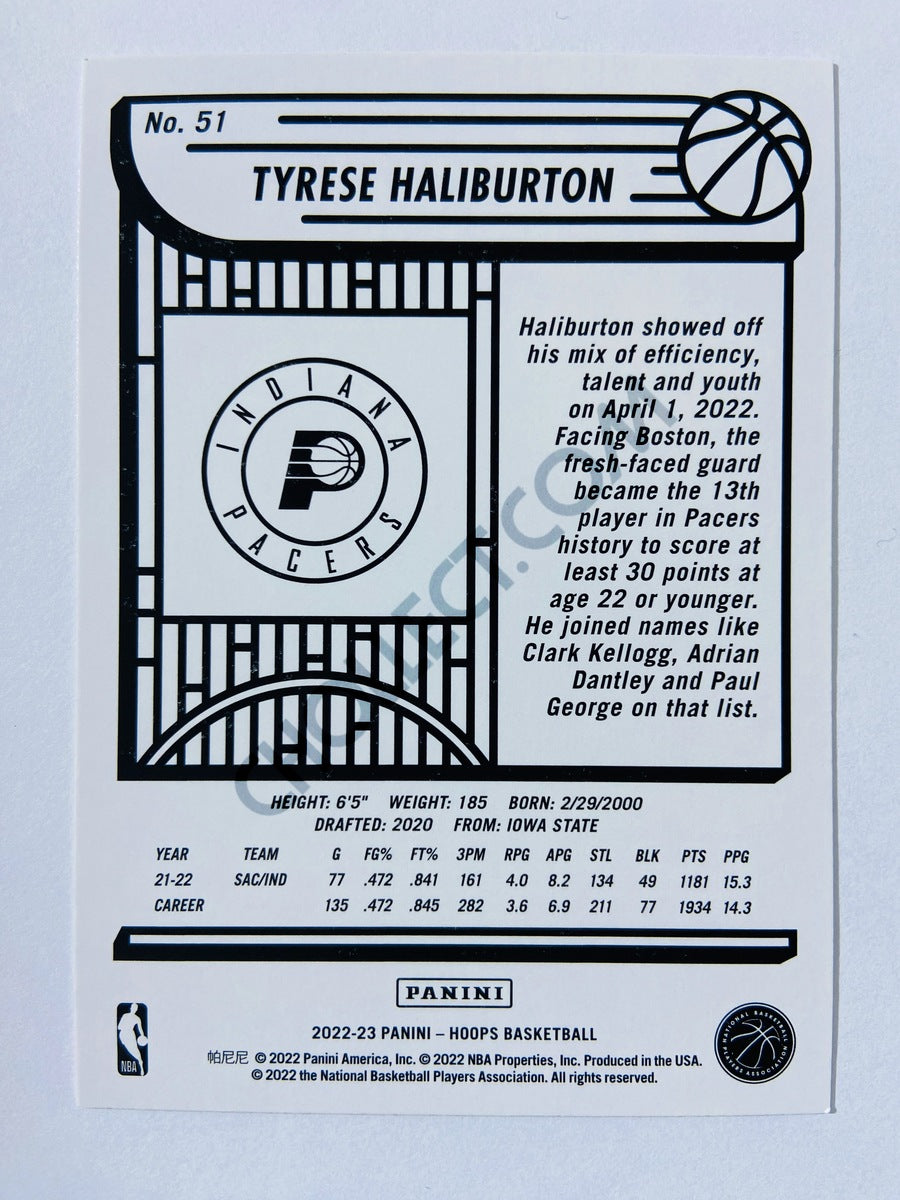 No. 51
TYRESE HALIBURTON
INDIANA
PACERS
Haliburton showed off
his mix of efficiency,
talent and youth
on April 1, 2022.
Facing Boston, the
fresh-faced guard
became the 13th
player in Pacers
history to score at
least 30 points at
age 22 or younger.
He joined names like
Clark Kellogg, Adrian
Dantley and Paul
George on that list.
CHOLLECT.COM
HEIGHT: 6'5" WEIGHT: 185 BORN: 2/29/2000
DRAFTED: 2020 FROM: IOWA STATE
YEAR TEAM G FG% FT% 3PM RPG APG STL BLK PTS PPG
21-22 SAC/IND 77 .472 .841 161 4.0 8.2 134 49 1181 15.3
CAREER 135 .472 .845 282 3.6 6.9 211 77 1934 14.3
PANINI
NBA
2022-23 PANINI – HOOPS BASKETBALL
帕尼尼 © 2022 Panini America, Inc. © 2022 NBA Properties, Inc. Produced in the USA.
© 2022 the National Basketball Players Association. All rights reserved.
NATIONAL BASKETBALL
PLAYERS ASSOCIATION